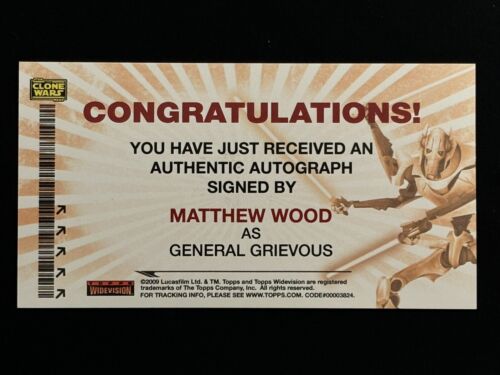 CLONE WARS
CONGRATULATIONS!
YOU HAVE JUST RECEIVED AN
AUTHENTIC AUTOGRAPH
SIGNED BY
MATTHEW WOOD
AS
GENERAL GRIEVOUS
TOPPS
WIDEVISION
©2009 Lucasfilm Ltd. & TM. Topps and Topps Widevision are registered
trademarks of The Topps Company, Inc. All rights reserved.
FOR TRACKING INFO, PLEASE SEE WWW.TOPPS.COM. CODE#00003824.